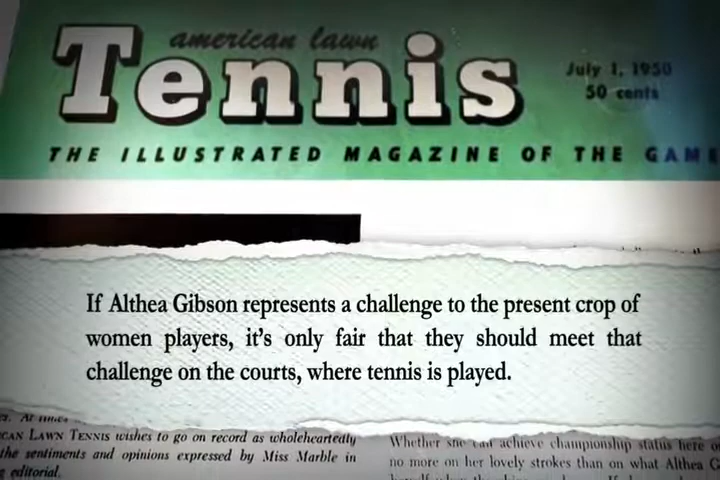 american lawn
Tennis
July 1, 1950
50 cents
THE ILLUSTRATED MAGAZINE OF THE GAME
If Althea Gibson represents a challenge to the present crop of
women players, it's only fair that they should meet that
challenge on the courts, where tennis is played.
At times
CAN LAWN TENNIS wishes to go on record as wholeheartedly
the sentiments and opinions expressed by Miss Marble in
editorial.
Whether she can achieve championship status here o
no more on her lovely strokes than on what Althea G